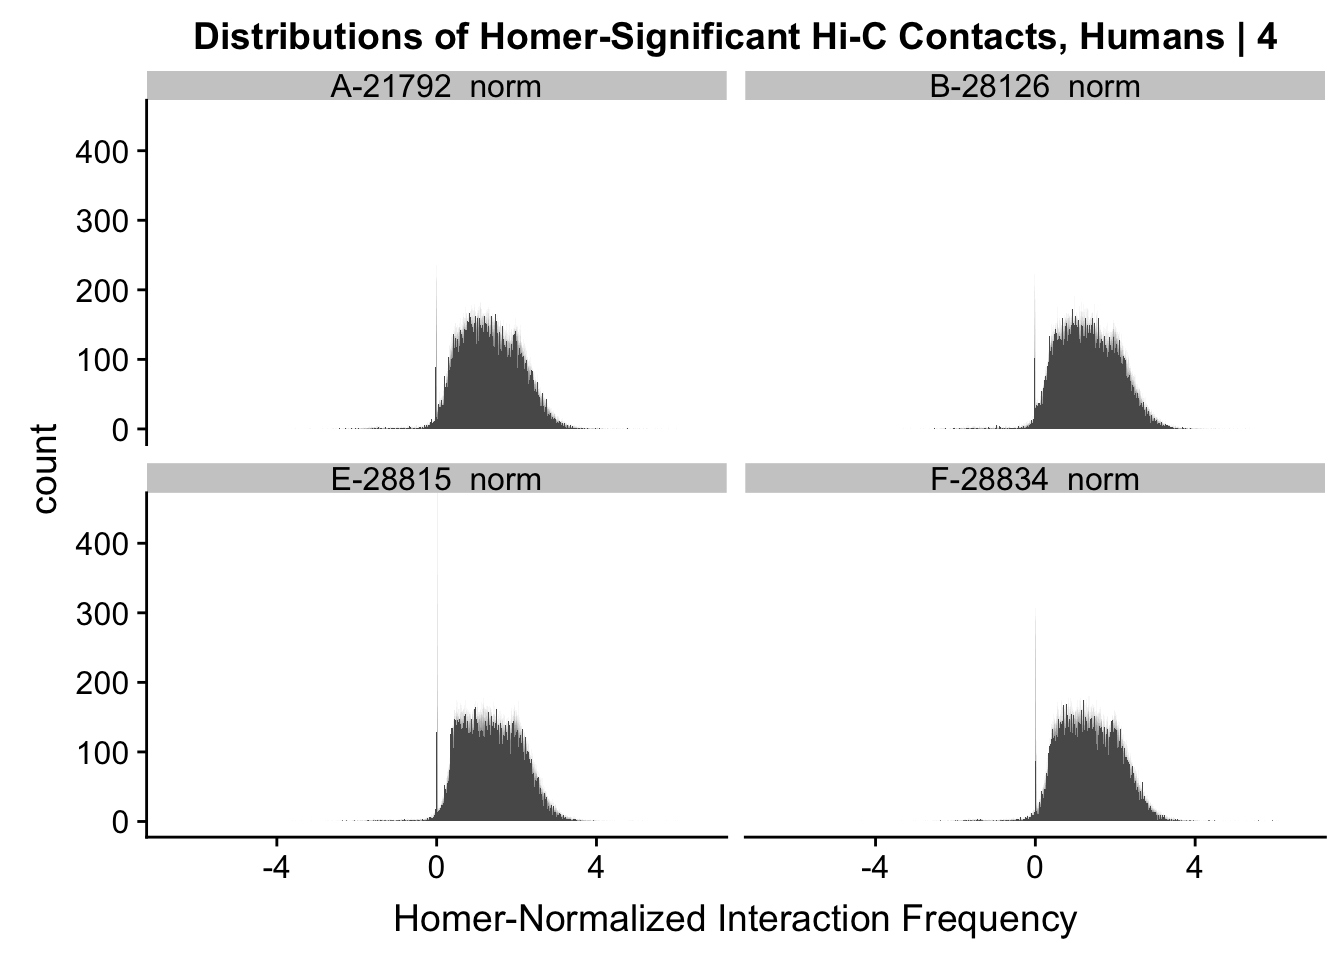 Distributions of Homer-Significant Hi-C Contacts, Humans | 4
A-21792  norm
B-28126  norm
400
300
200
100
0
count
E-28815  norm
F-28834  norm
400
300
200
100
0
-4
0
4
-4
0
4
Homer-Normalized Interaction Frequency